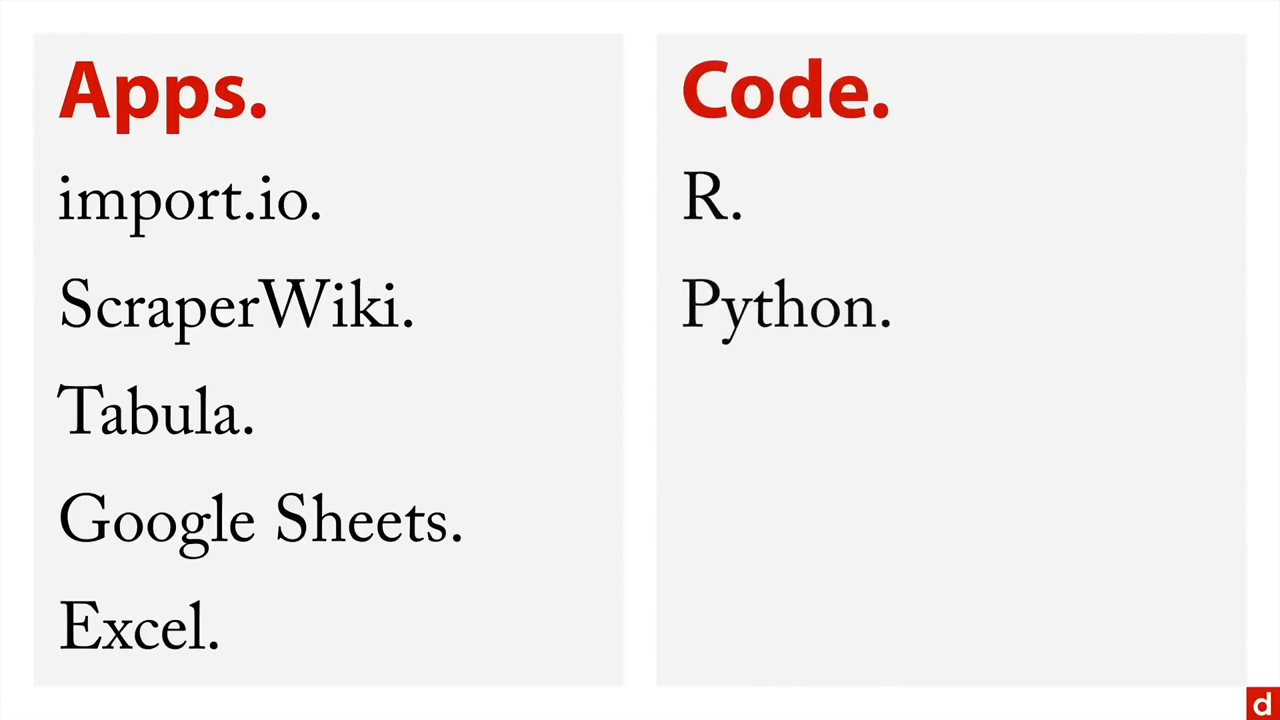 Apps.
import.io.
ScraperWiki.
Tabula.
Google Sheets.
Excel.
Code.
R.
Python.
d